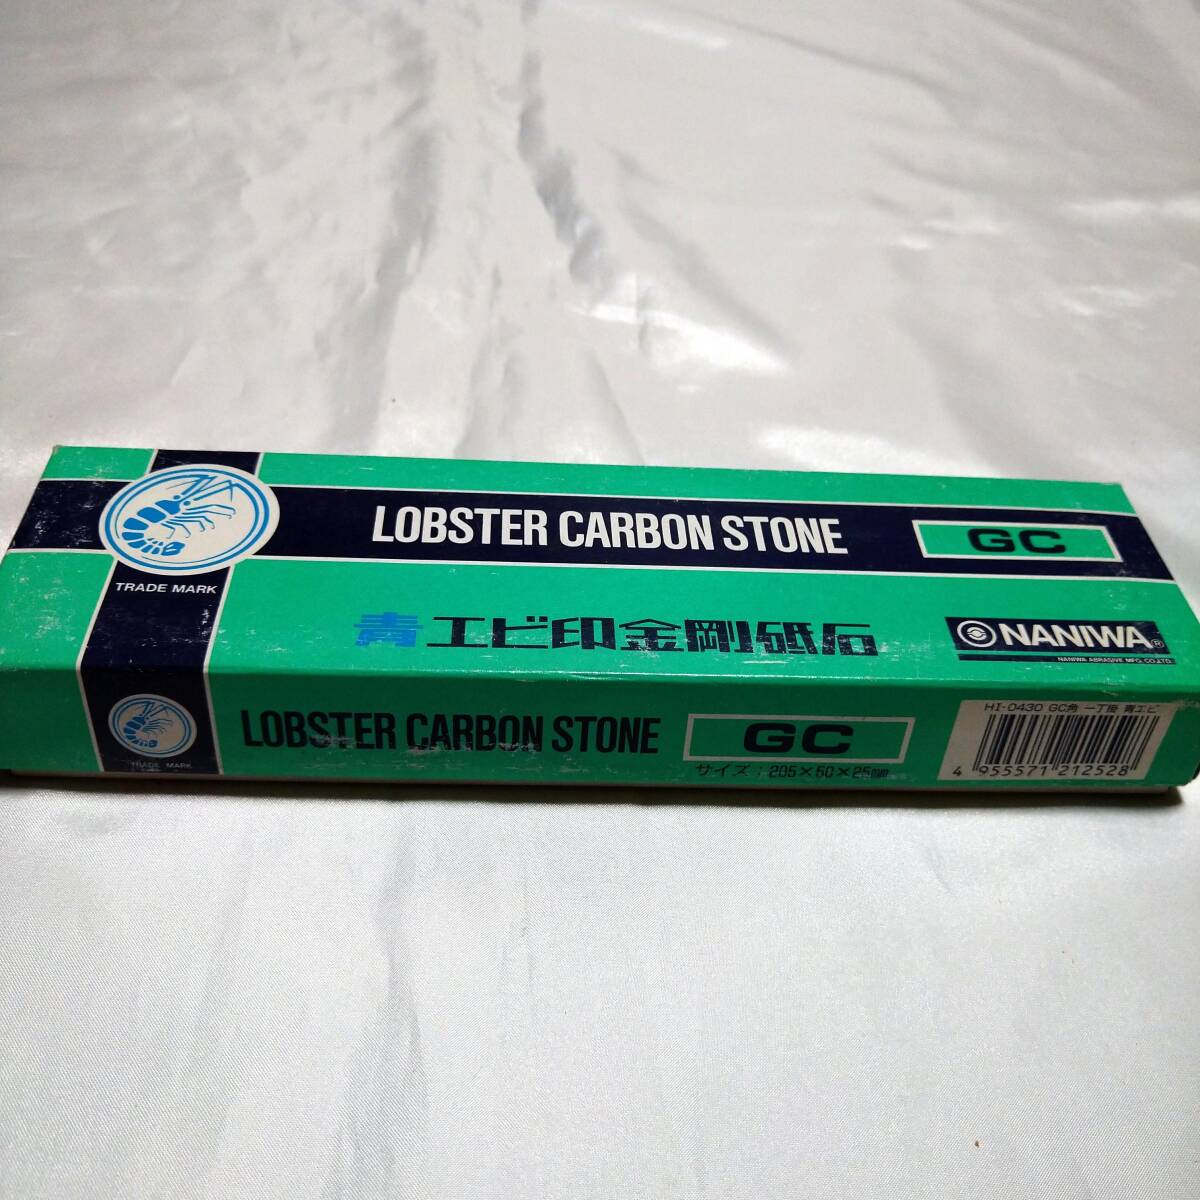 LOBSTER CARBON STONE GC
TRADE MARK
青エビ印金剛砥石
NANIWA®
NANIWA ABRASIVE MFG. CO.,LTD.
LOBSTER CARBON STONE GC
TRADE MARK
サイズ：205×50×25mm
HI-0430 GC角 一丁掛 青エビ
4 955571 212528